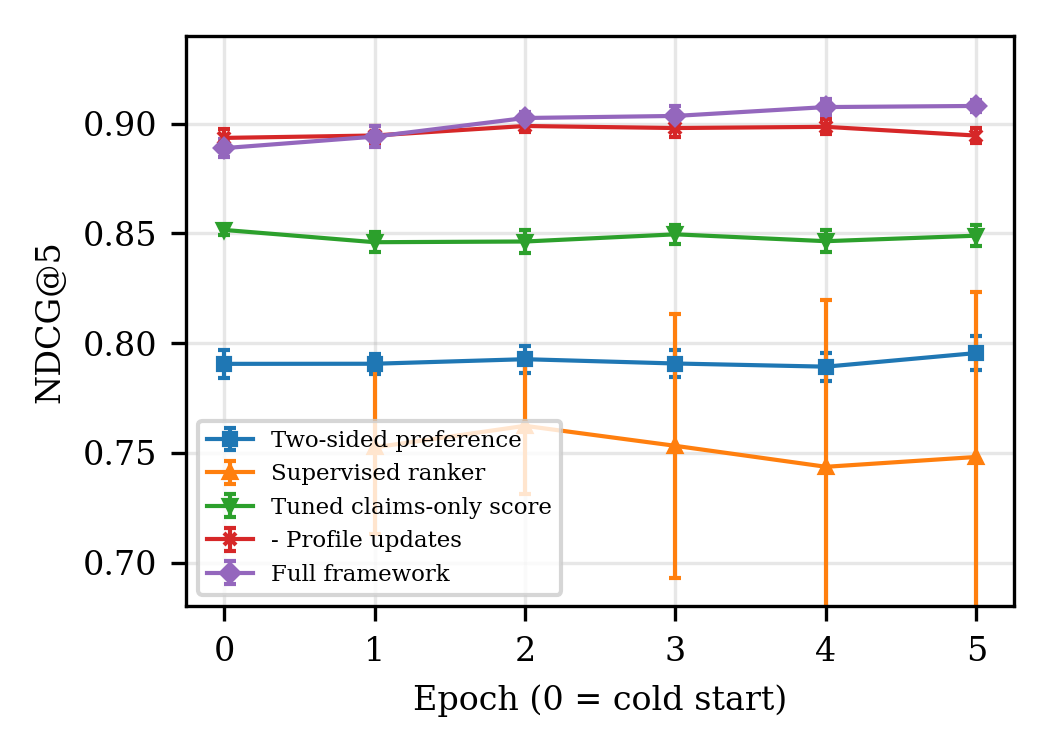 NDCG@5
0.90
0.85
0.80
0.75
0.70
Two-sided preference
Supervised ranker
Tuned claims-only score
- Profile updates
Full framework
0 1 2 3 4 5
Epoch (0 = cold start)